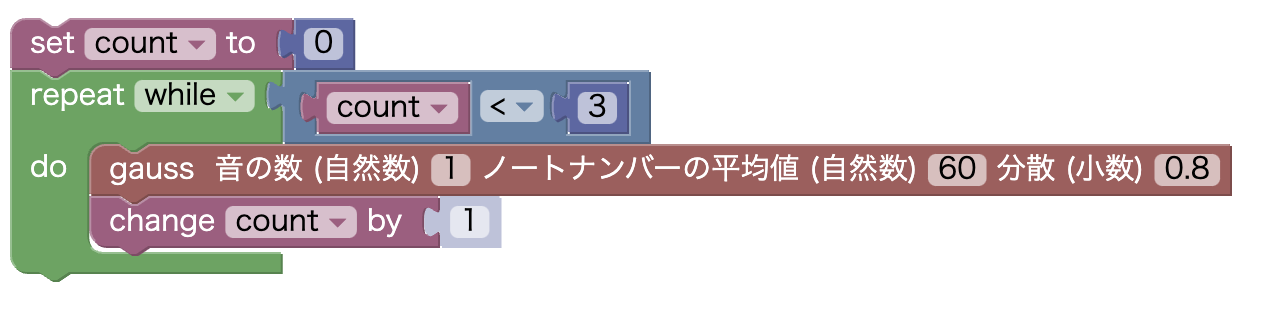 set count to 0
repeat while count < 3
do gauss 音の数 (自然数) 1 ノートナンバーの平均値 (自然数) 60 分散 (小数) 0.8
change count by 1